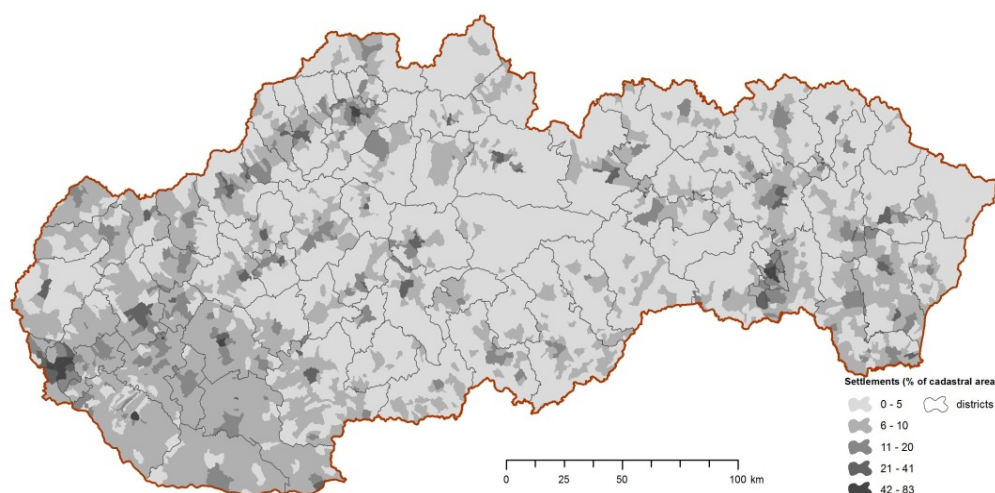 Settlements (% of cadastral area
0 - 5
districts
6 - 10
11 - 20
21 - 41
42 - 83
0 25 50 100 km